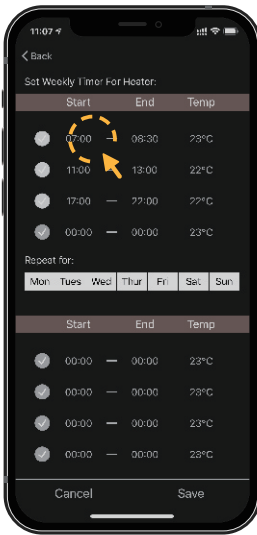 11:07
Back
Set Weekly Timer For Heater:
Start End Temp
07:00 — 08:30 23°C
11:00 — 13:00 22°C
17:00 — 22:00 22°C
00:00 — 00:00 23°C
Repeat for:
Mon Tues Wed Thur Fri Sat Sun
Start End Temp
00:00 — 00:00 23°C
00:00 — 00:00 23°C
00:00 — 00:00 23°C
00:00 — 00:00 23°C
Cancel Save